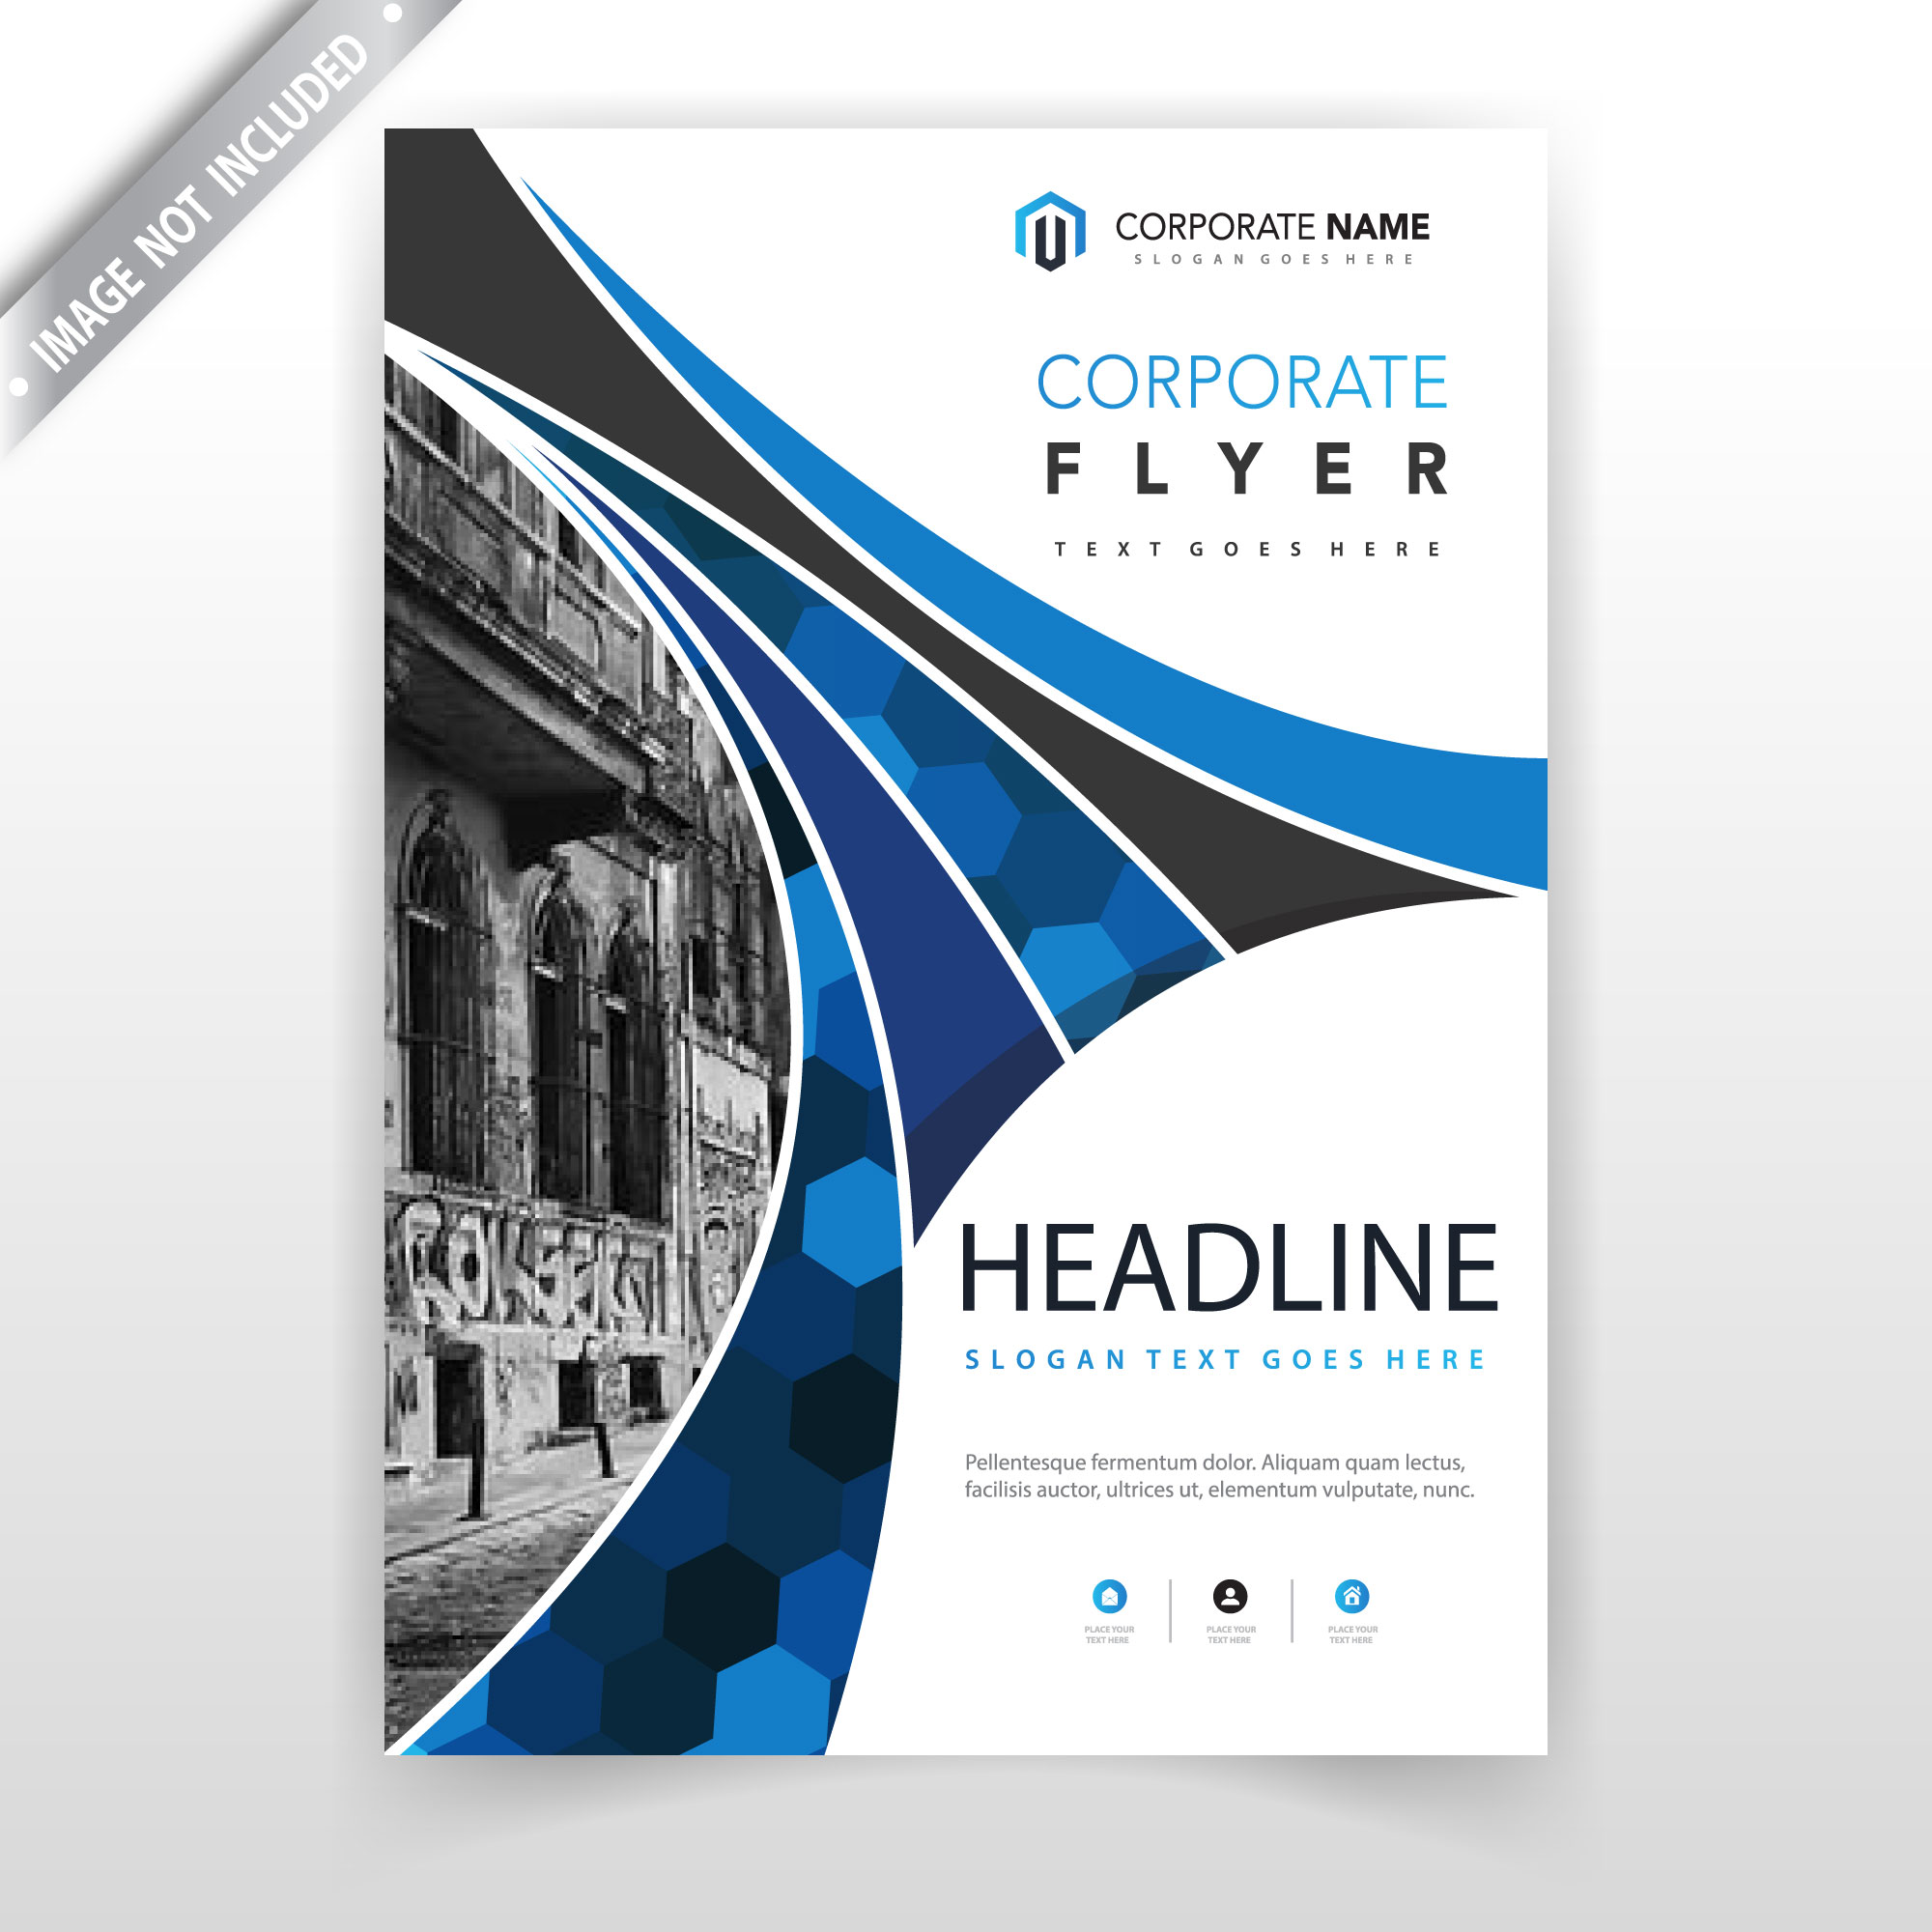 IMAGE NOT INCLUDED
CORPORATE NAME
SLOGAN GOES HERE
CORPORATE
FLYER
TEXT GOES HERE
HEADLINE
SLOGAN TEXT GOES HERE
Pellentesque fermentum dolor. Aliquam quam lectus,
facilisis auctor, ultrices ut, elementum vulputate, nunc.
PLACE YOUR
TEXT HERE
PLACE YOUR
TEXT HERE
PLACE YOUR
TEXT HERE